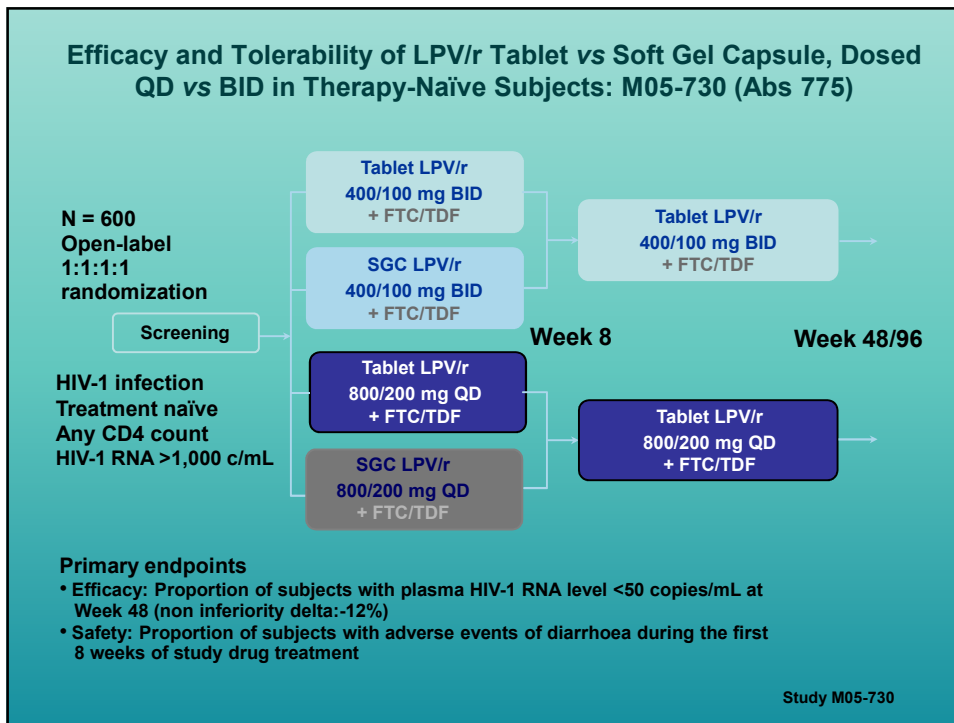 Efficacy and Tolerability of LPV/r Tablet vs Soft Gel Capsule, Dosed
QD vs BID in Therapy-Naïve Subjects: M05-730 (Abs 775)
N = 600
Open-label
1:1:1:1
randomization
Screening
HIV-1 infection
Treatment naïve
Any CD4 count
HIV-1 RNA >1,000 c/mL
Tablet LPV/r
400/100 mg BID
+ FTC/TDF
SGC LPV/r
400/100 mg BID
+ FTC/TDF
Tablet LPV/r
800/200 mg QD
+ FTC/TDF
SGC LPV/r
800/200 mg QD
+ FTC/TDF
Week 8
Tablet LPV/r
400/100 mg BID
+ FTC/TDF
Tablet LPV/r
800/200 mg QD
+ FTC/TDF
Week 48/96
Primary endpoints
• Efficacy: Proportion of subjects with plasma HIV-1 RNA level <50 copies/mL at
Week 48 (non inferiority delta:-12%)
• Safety: Proportion of subjects with adverse events of diarrhoea during the first
8 weeks of study drug treatment
Study M05-730